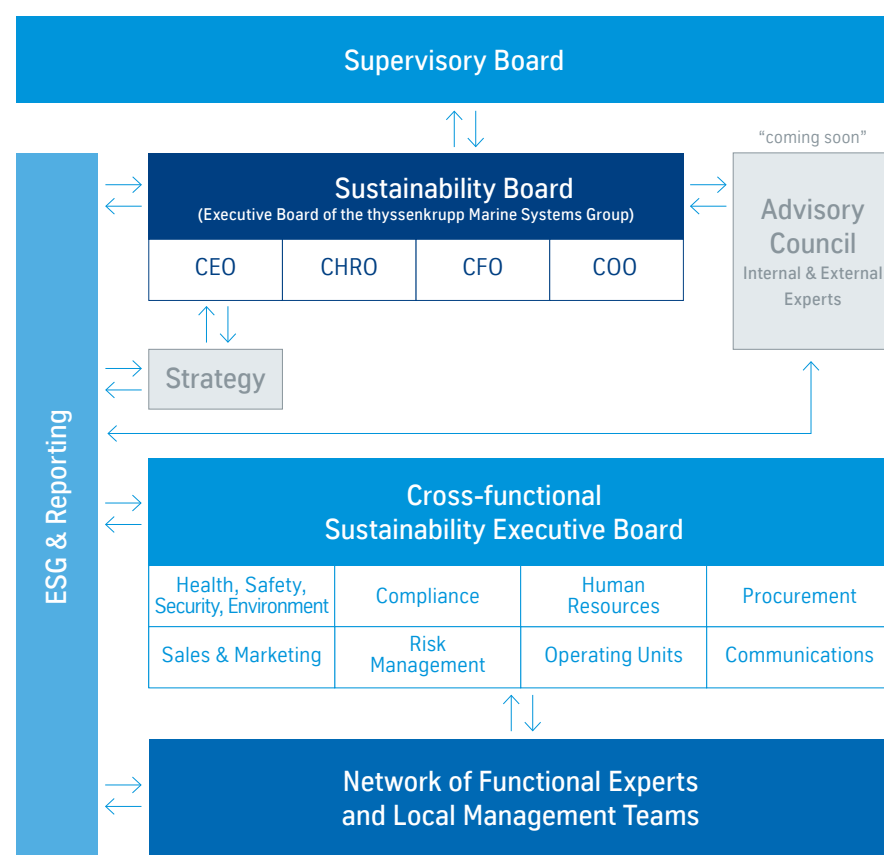 Supervisory Board
"coming soon"
Sustainability Board
(Executive Board of the thyssenkrupp Marine Systems Group)
CEO
CHRO
CFO
COO
Advisory
Council
Internal & External
Experts
Strategy
ESG & Reporting
Cross-functional
Sustainability Executive Board
Health, Safety,
Security, Environment
Compliance
Human
Resources
Procurement
Sales & Marketing
Risk
Management
Operating Units
Communications
Network of Functional Experts
and Local Management Teams